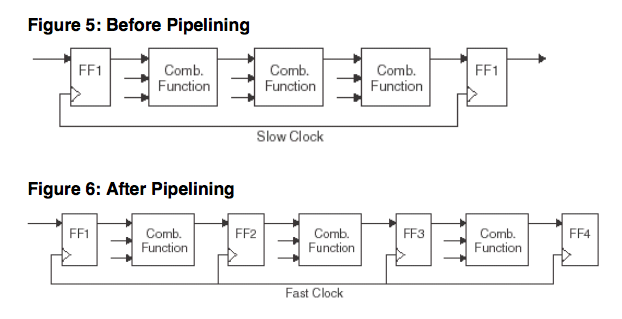 Figure 5: Before Pipelining
FF1
Comb.
Function
Comb.
Function
Comb.
Function
FF1
Slow Clock
Figure 6: After Pipelining
FF1
Comb.
Function
FF2
Comb.
Function
FF3
Comb.
Function
FF4
Fast Clock